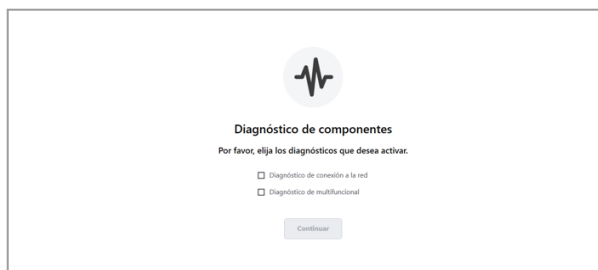 Diagnóstico de componentes
Por favor, elija los diagnósticos que desea activar.
Diagnóstico de conexión a la red
Diagnóstico de multifuncional
Continuar